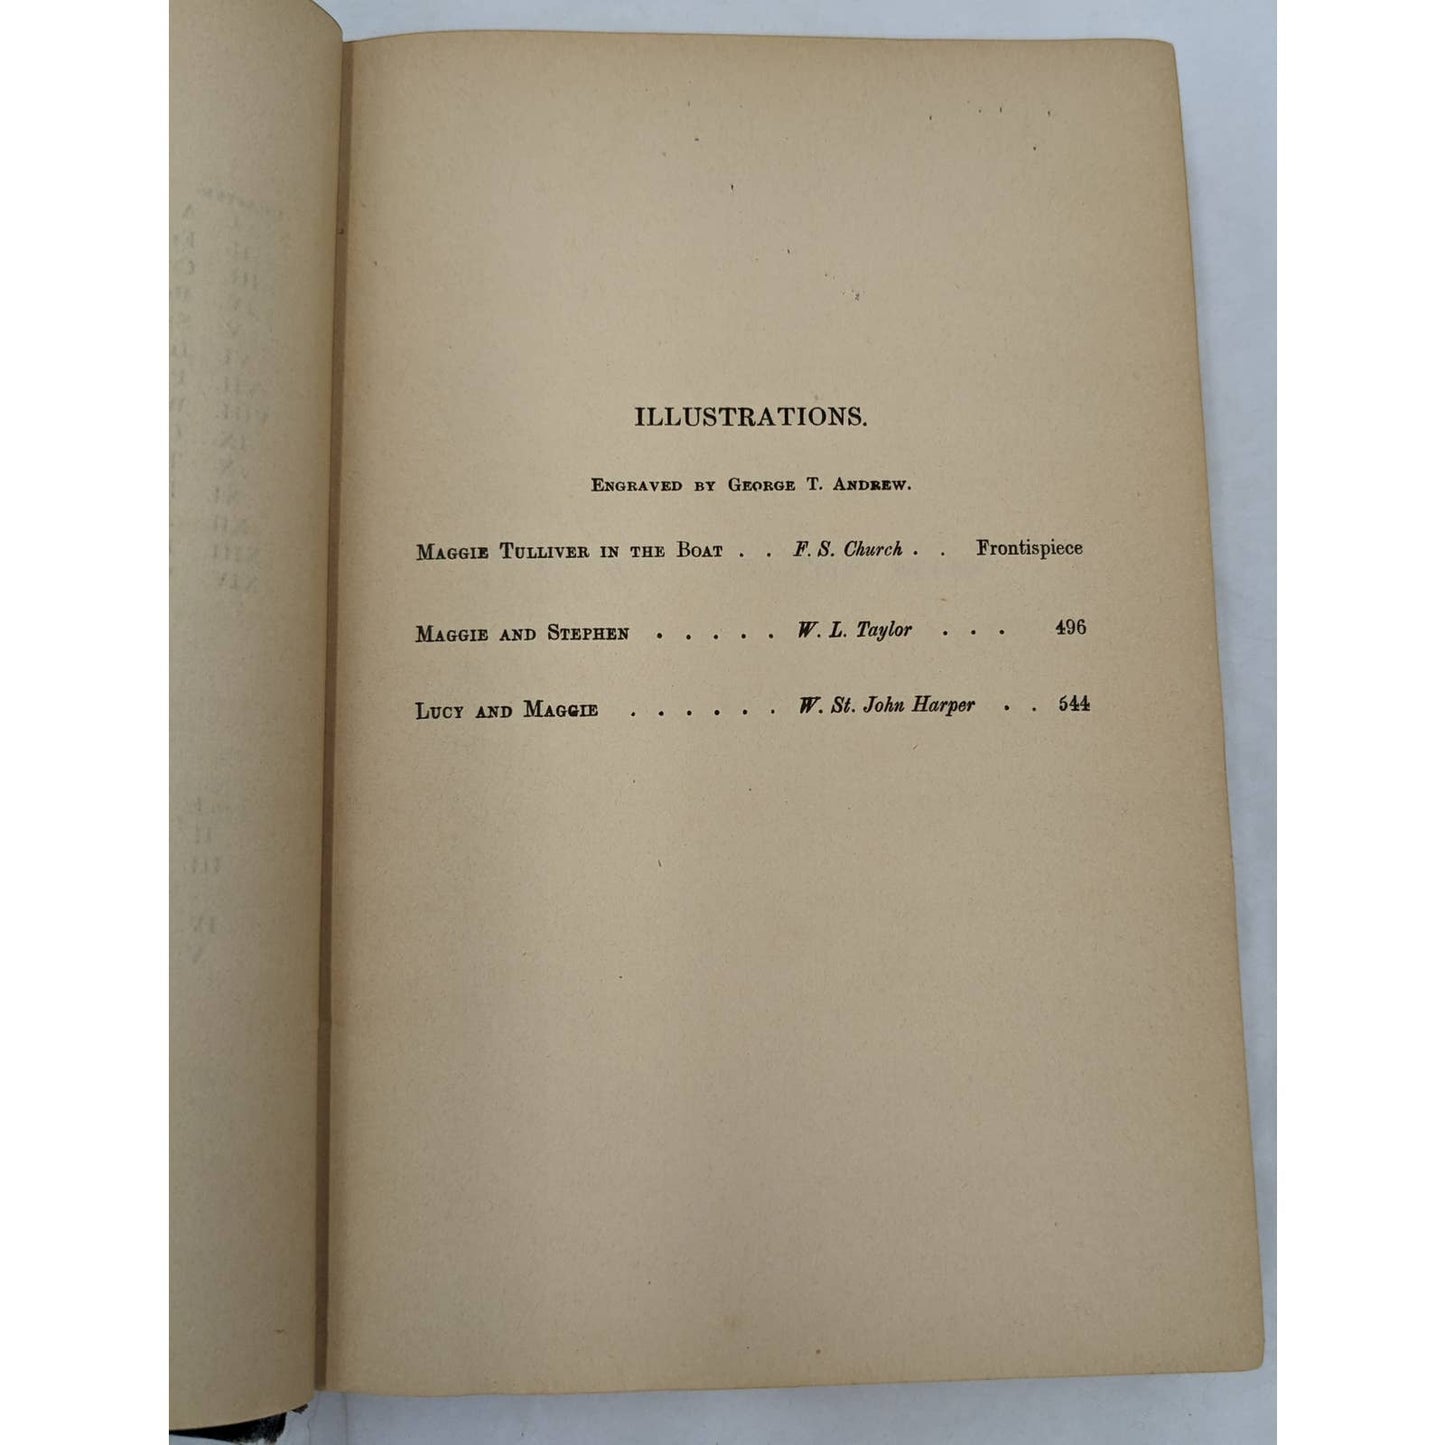 ILLUSTRATIONS.
ENGRAVED BY GEORGE T. ANDREW.
MAGGIE TULLIVER IN THE BOAT . . F. S. Church . . Frontispiece
MAGGIE AND STEPHEN . . . . . W. L. Taylor . . . 496
LUCY AND MAGGIE . . . . . . W. St. John Harper . . 544